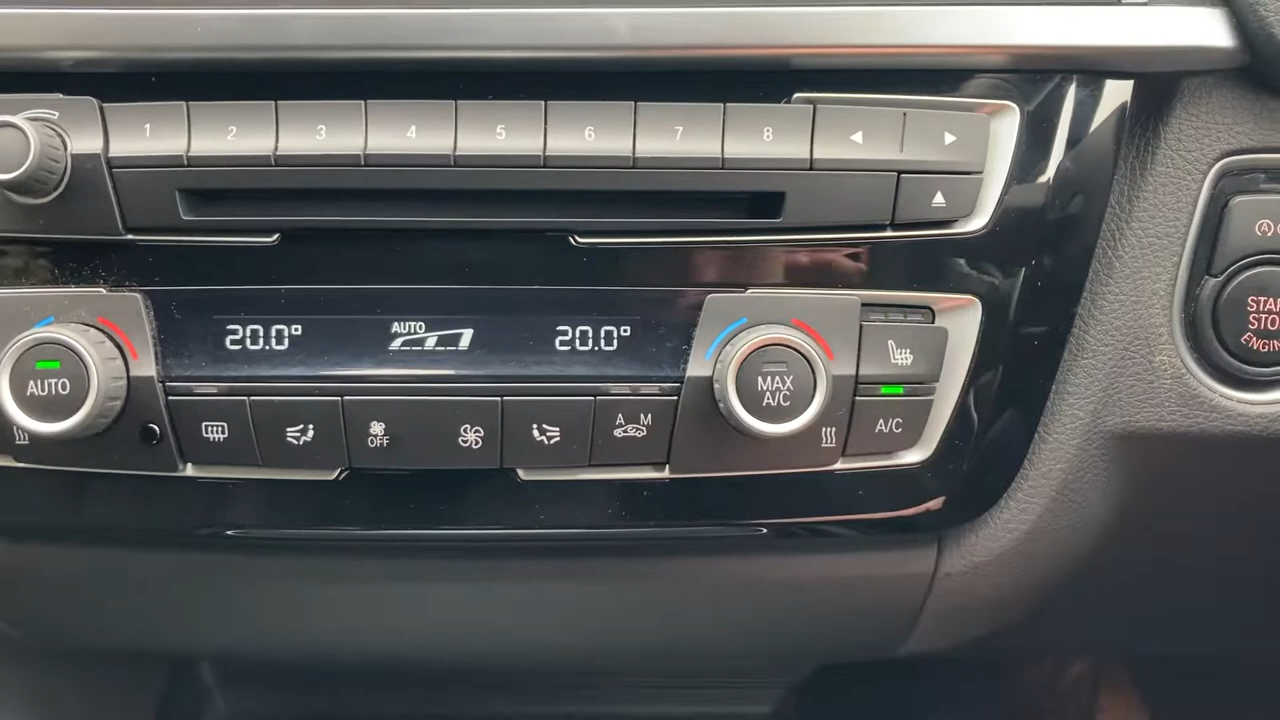 1 2 3 4 5 6 7 8
20.0° AUTO 20.0°
AUTO
MAX
A/C
OFF
A M
A/C
A
STAR
STO
ENGIN